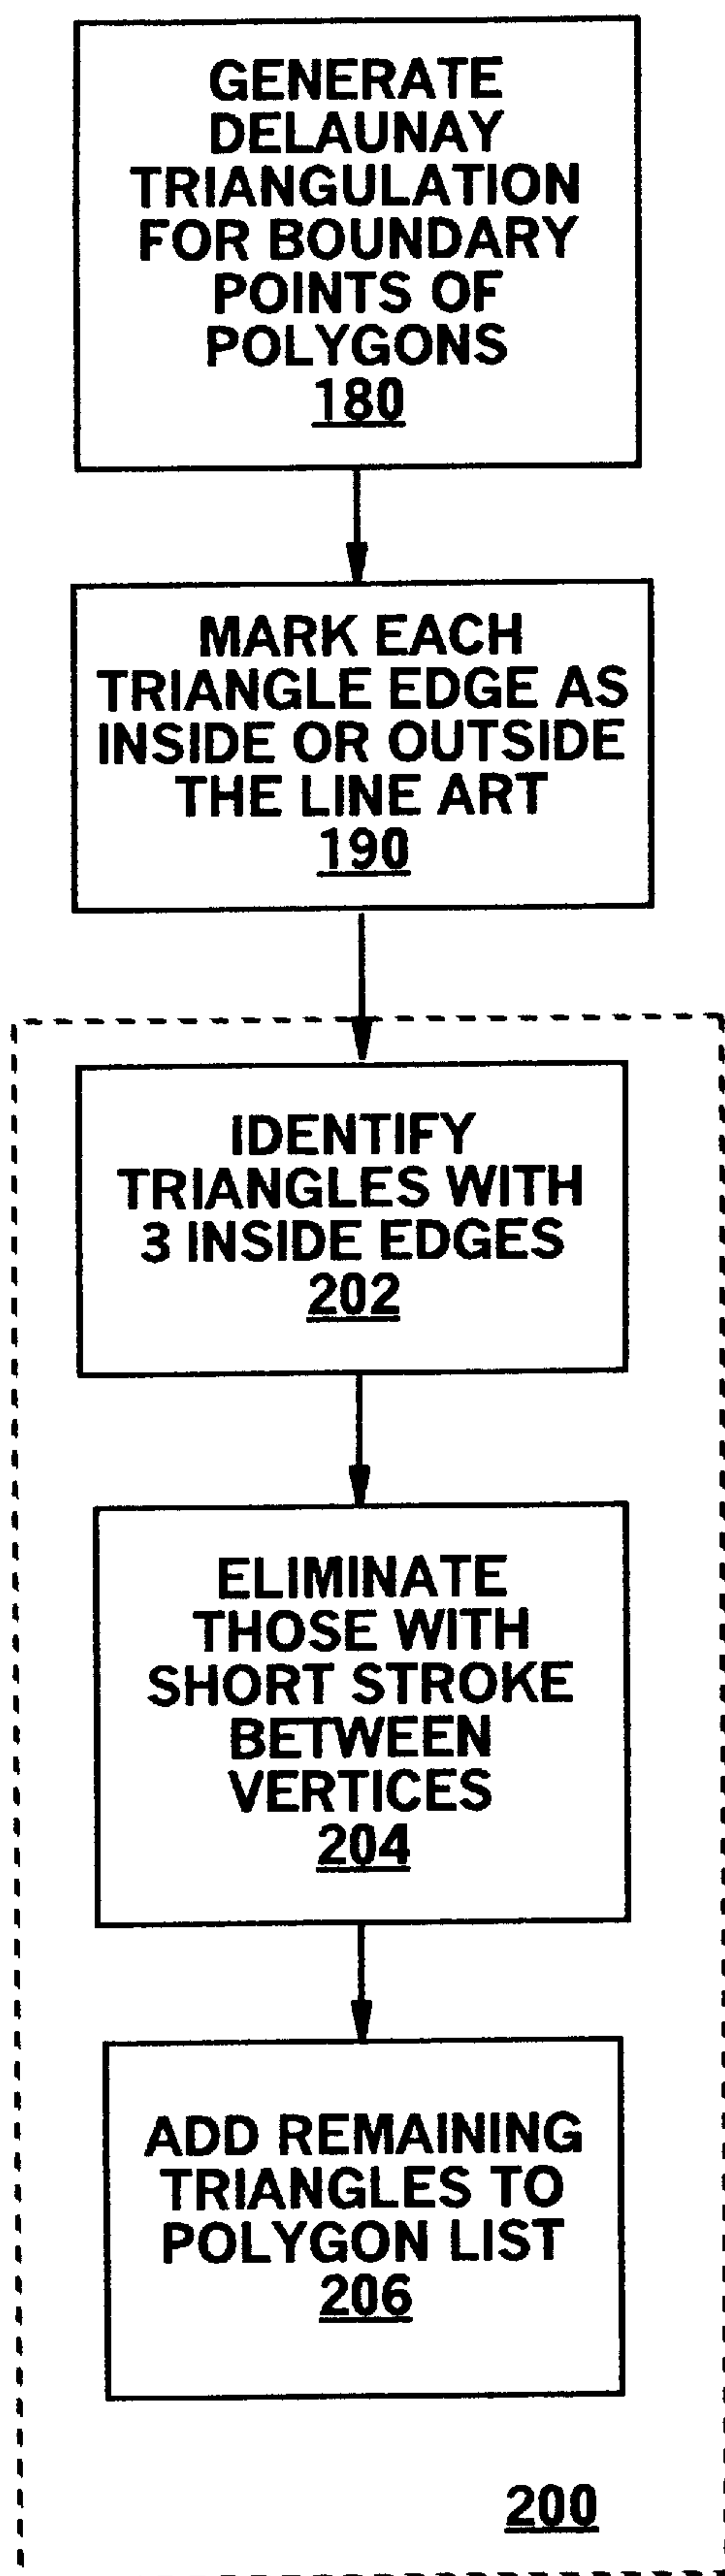 GENERATE
DELAUNAY
TRIANGULATION
FOR BOUNDARY
POINTS OF
POLYGONS
180
MARK EACH
TRIANGLE EDGE AS
INSIDE OR OUTSIDE
THE LINE ART
190
IDENTIFY
TRIANGLES WITH
3 INSIDE EDGES
202
ELIMINATE
THOSE WITH
SHORT STROKE
BETWEEN
VERTICES
204
ADD REMAINING
TRIANGLES TO
POLYGON LIST
206
200